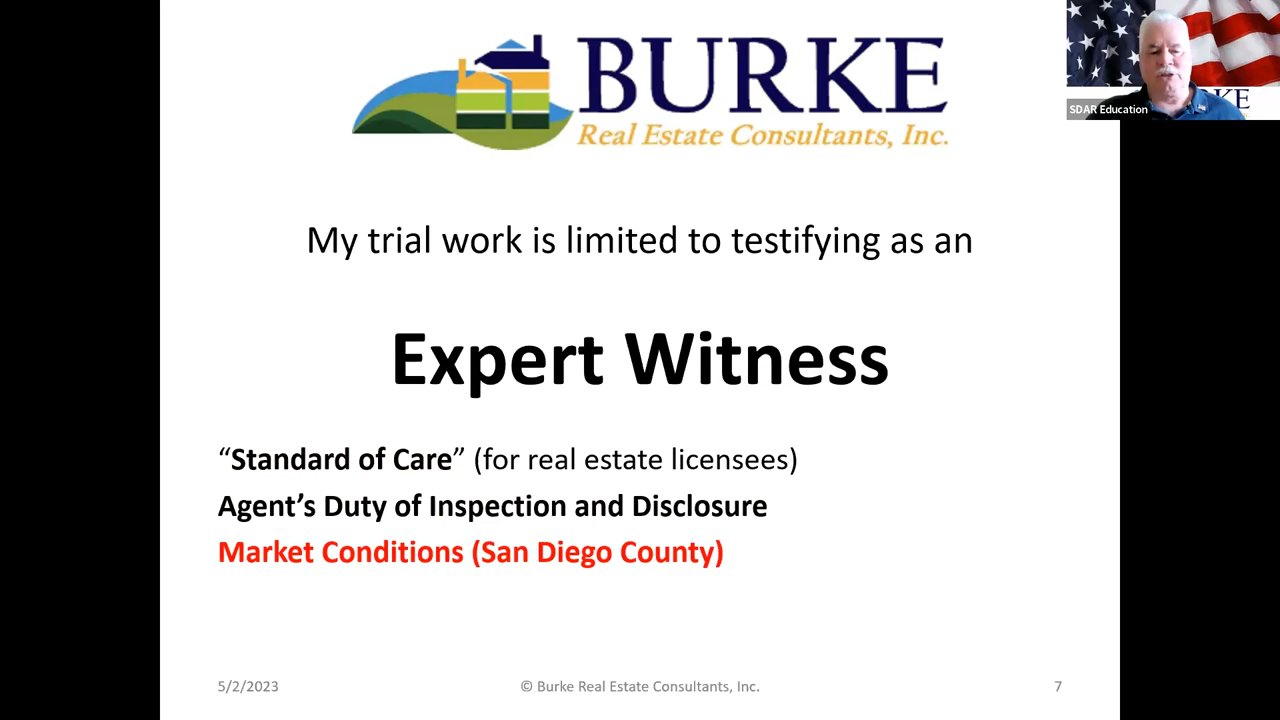 BURKE
Real Estate Consultants, Inc.
SDAR Education
My trial work is limited to testifying as an
Expert Witness
“Standard of Care” (for real estate licensees)
Agent’s Duty of Inspection and Disclosure
Market Conditions (San Diego County)
5/2/2023
© Burke Real Estate Consultants, Inc.
7